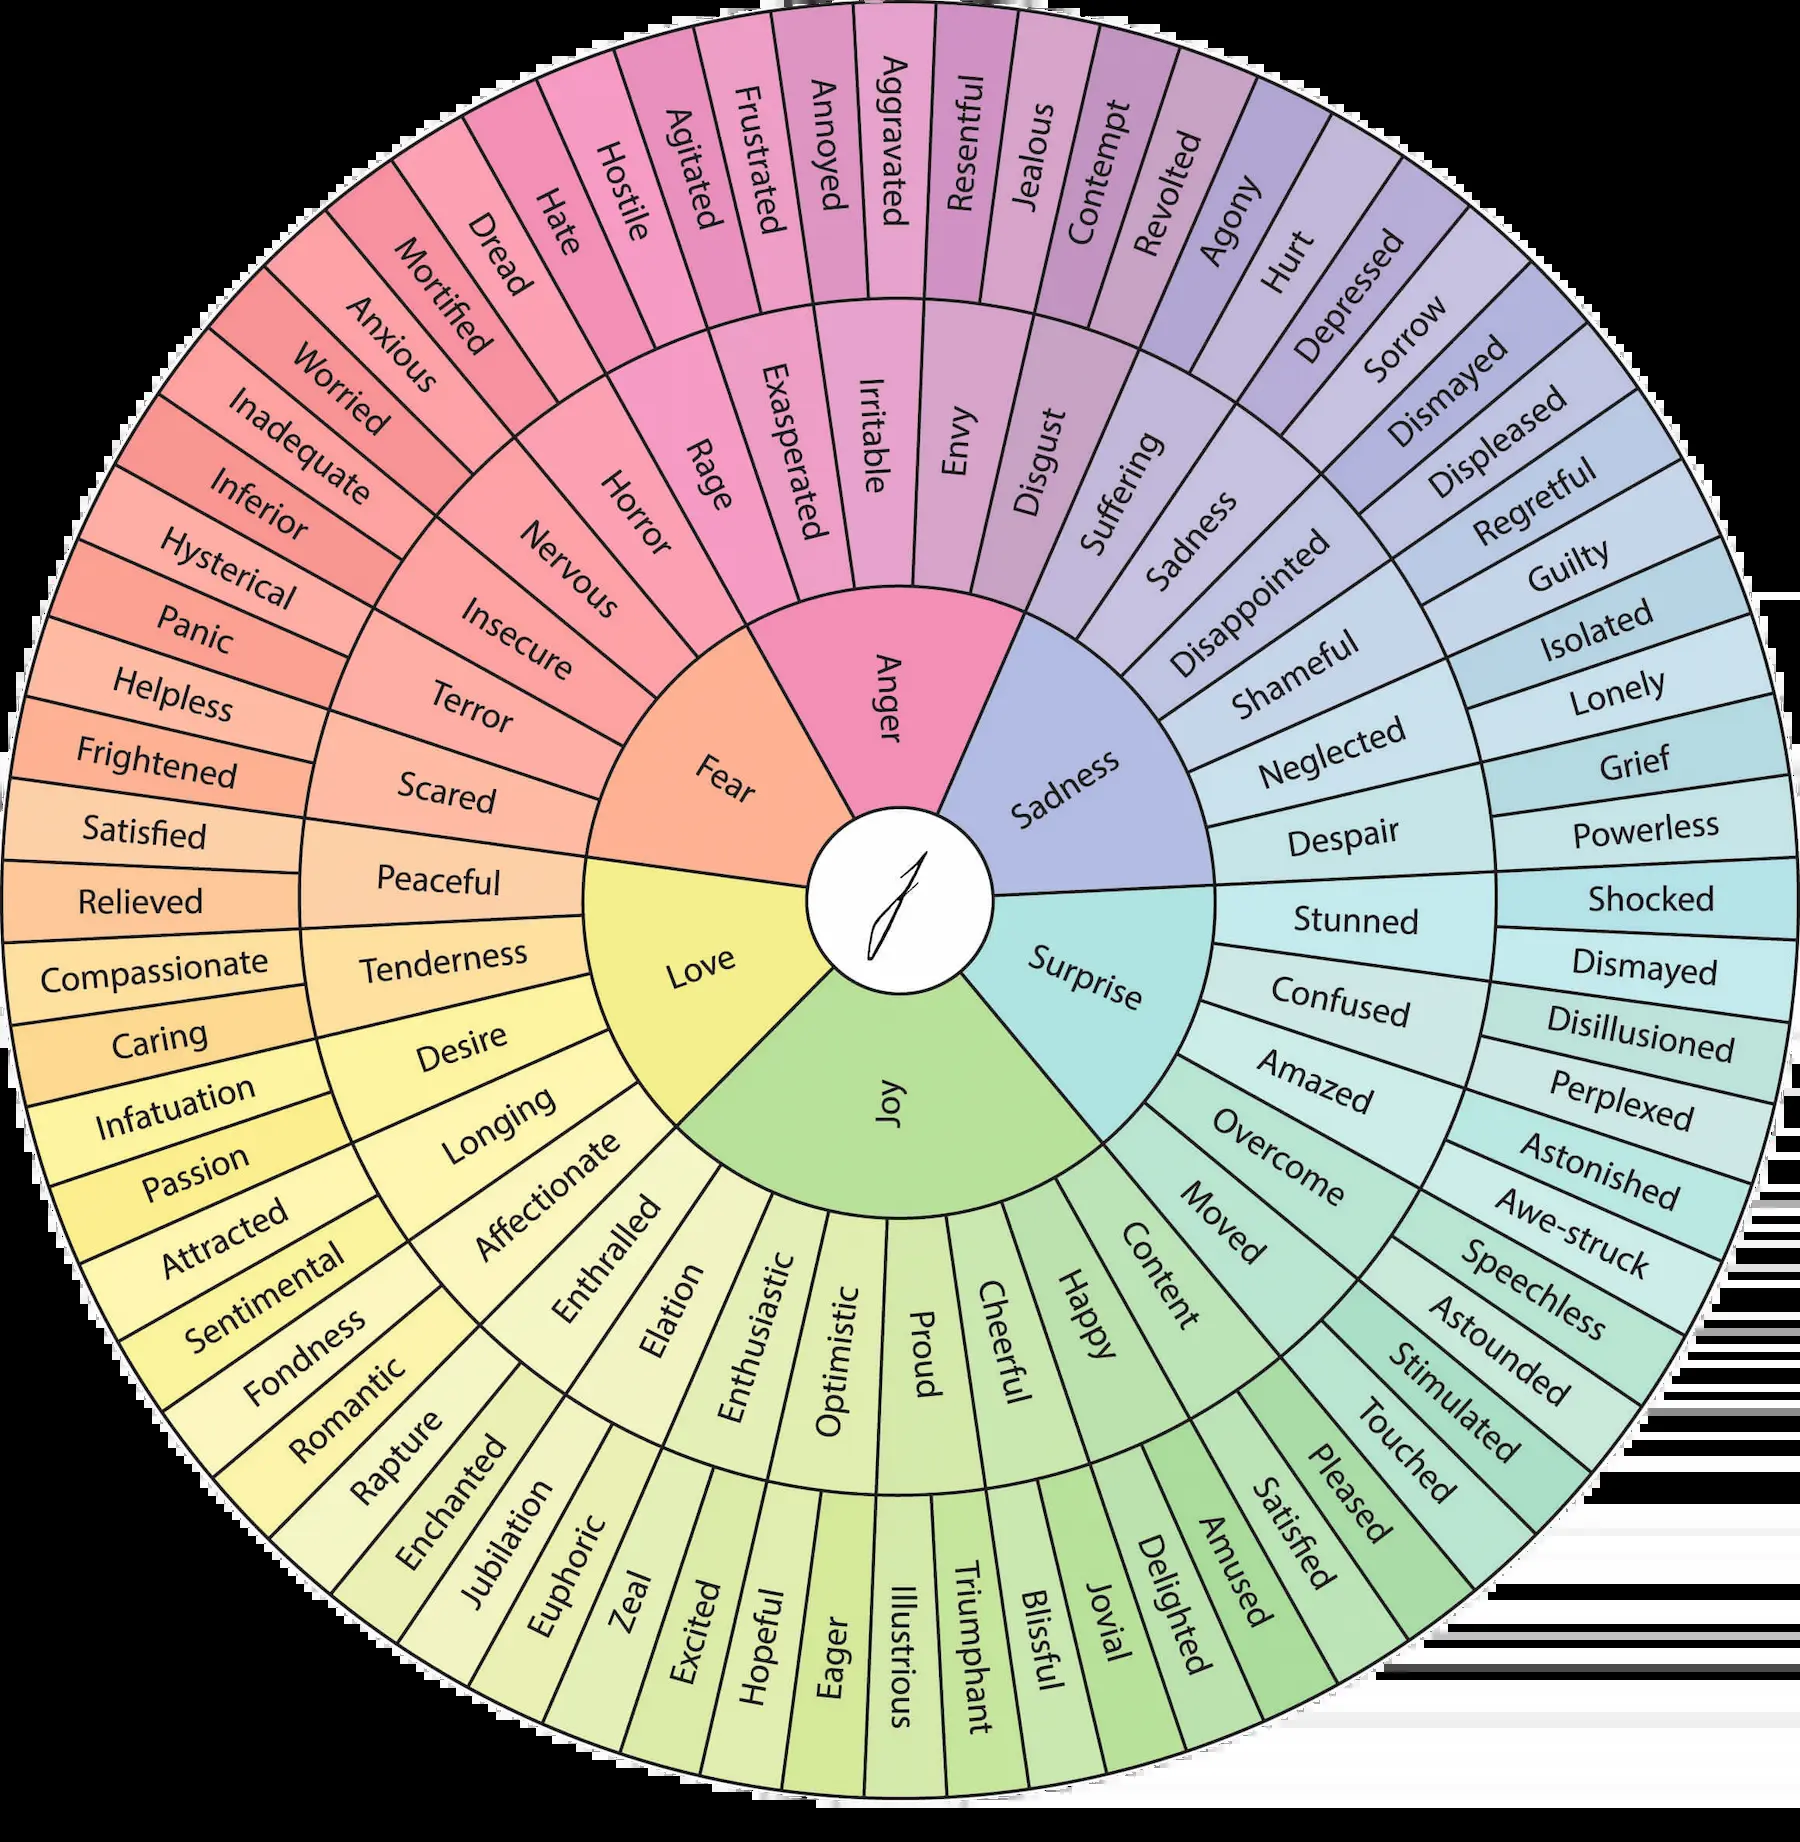 Anger
Sadness
Surprise
Joy
Love
Fear
Rage
Exasperated
Irritable
Envy
Disgust
Suffering
Sadness
Disappointed
Shameful
Neglected
Despair
Stunned
Confused
Amazed
Overcome
Moved
Content
Happy
Cheerful
Proud
Optimistic
Enthusiastic
Elation
Enthralled
Affectionate
Longing
Desire
Tenderness
Peaceful
Scared
Terror
Insecure
Nervous
Horror
Hate
Hostile
Agitated
Frustrated
Annoyed
Aggravated
Resentful
Jealous
Contempt
Revolted
Agony
Hurt
Depressed
Sorrow
Dismayed
Displeased
Regretful
Guilty
Isolated
Lonely
Grief
Powerless
Shocked
Dismayed
Disillusioned
Perplexed
Astonished
Awe-struck
Speechless
Astounded
Stimulated
Touched
Pleased
Satisfied
Amused
Delighted
Jovial
Blissful
Triumphant
Illustrious
Eager
Hopeful
Excited
Zeal
Euphoric
Jubilation
Enchanted
Rapture
Romantic
Fondness
Sentimental
Attracted
Passion
Infatuation
Caring
Compassionate
Relieved
Satisfied
Frightened
Helpless
Panic
Hysterical
Inferior
Inadequate
Worried
Anxious
Mortified
Dread